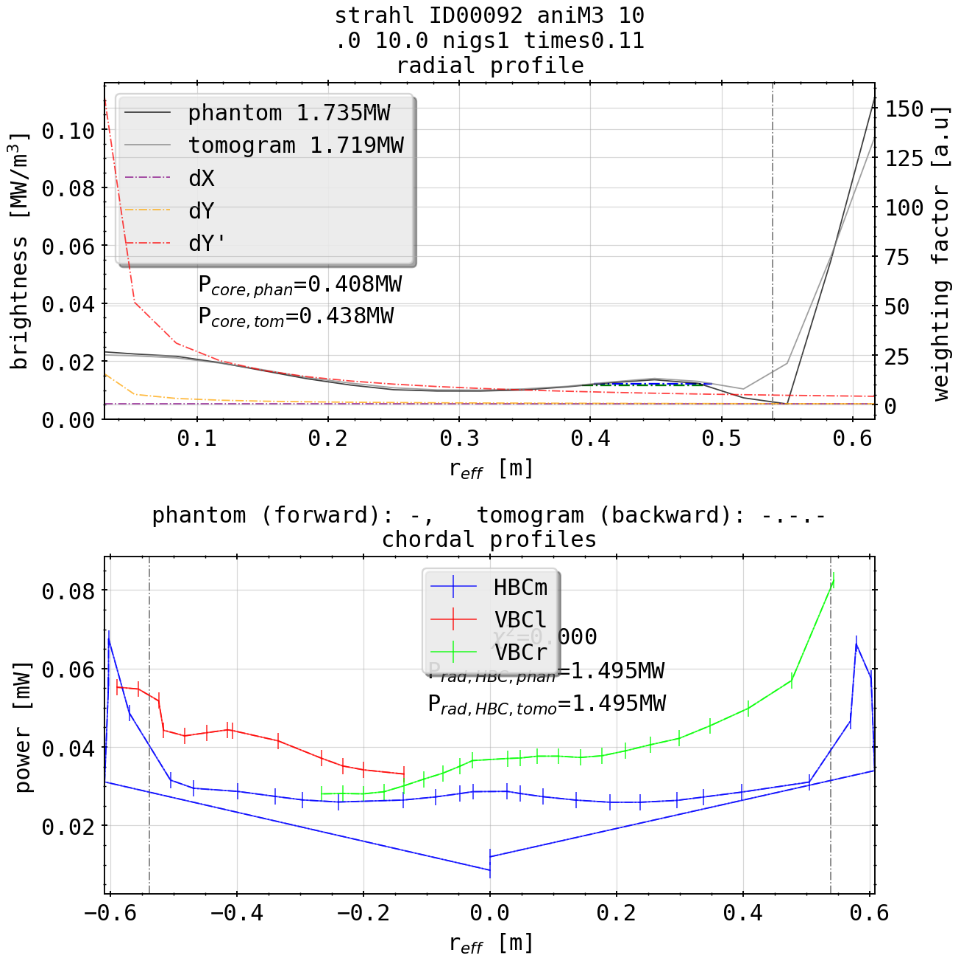 strahl ID00092 aniM3 10
.0 10.0 nigs1 times0.11
radial profile
phantom 1.735MW
tomogram 1.719MW
dX
dY
dY'
P_core,phan=0.408MW
P_core,tom=0.438MW
brightness [MW/m³]
0.10
0.08
0.06
0.04
0.02
0.00
weighting factor [a.u]
150
125
100
75
50
25
0
0.1 0.2 0.3 0.4 0.5 0.6
r_eff [m]
phantom (forward): -, tomogram (backward): -.-.-
chordal profiles
HBCm
VBCl
VBCr
χ²=0.000
P_rad,HBC,phan=1.495MW
P_rad,HBC,tomo=1.495MW
power [mW]
0.08
0.06
0.04
0.02
−0.6 −0.4 −0.2 0.0 0.2 0.4 0.6
r_eff [m]